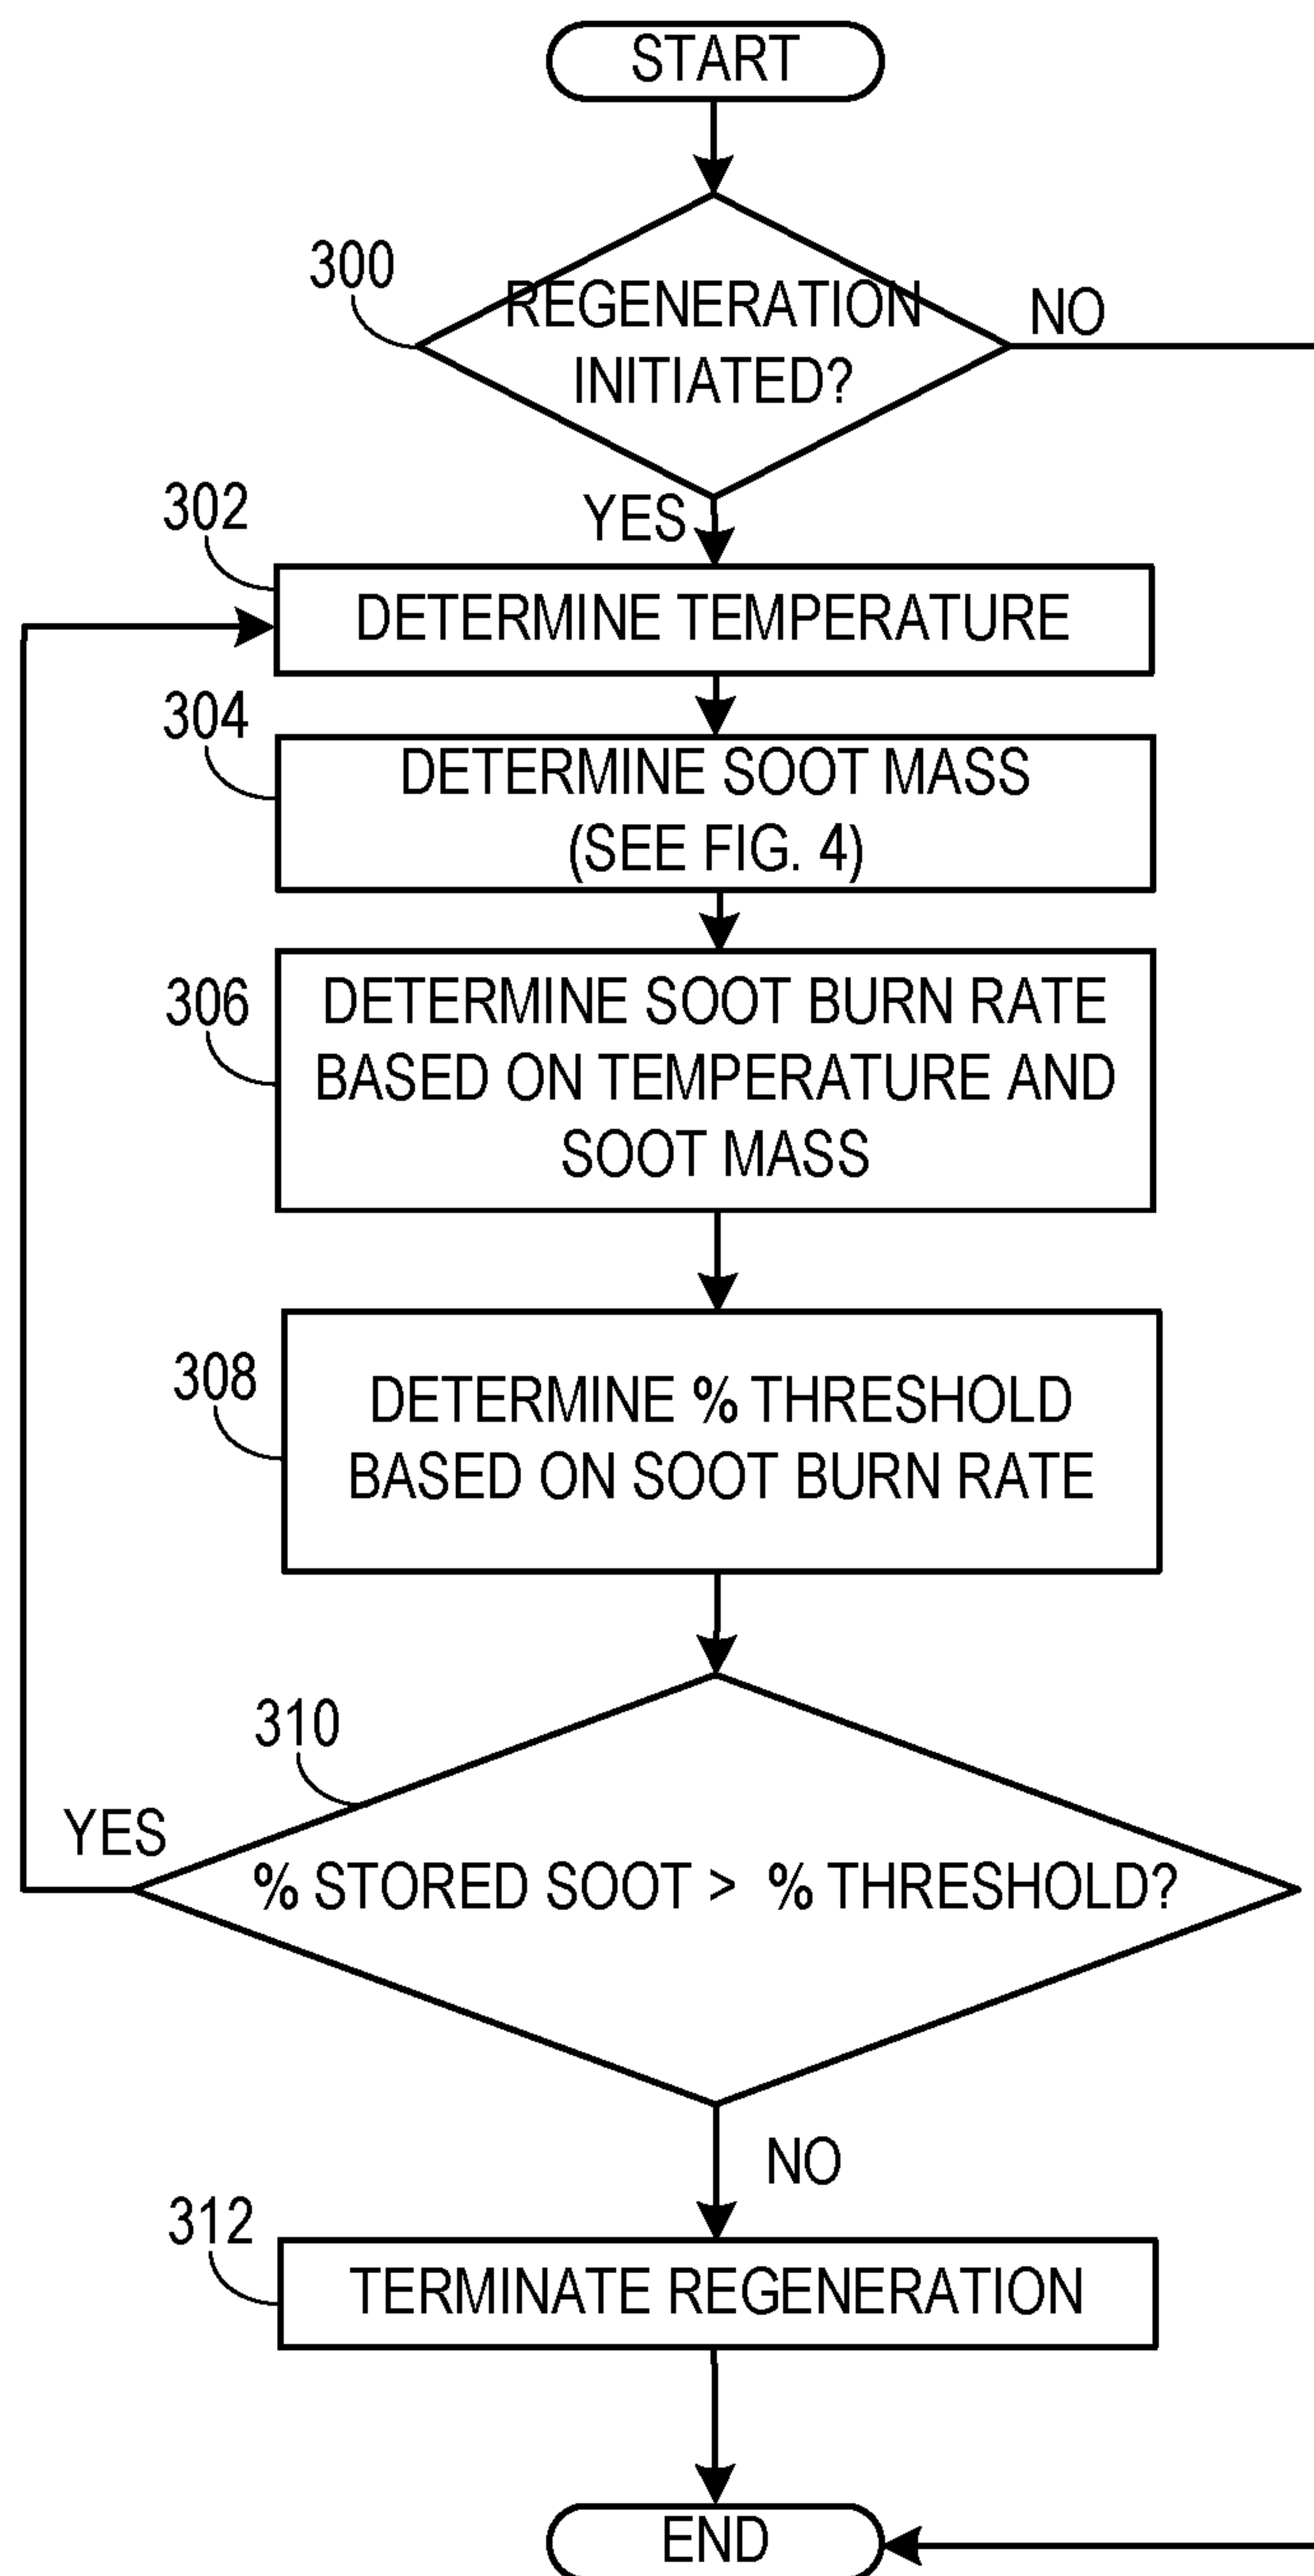 START
300
REGENERATION
INITIATED?
NO
YES
302
DETERMINE TEMPERATURE
304
DETERMINE SOOT MASS
(SEE FIG. 4)
306
DETERMINE SOOT BURN RATE
BASED ON TEMPERATURE AND
SOOT MASS
308
DETERMINE % THRESHOLD
BASED ON SOOT BURN RATE
310
YES
% STORED SOOT > % THRESHOLD?
NO
312
TERMINATE REGENERATION
END